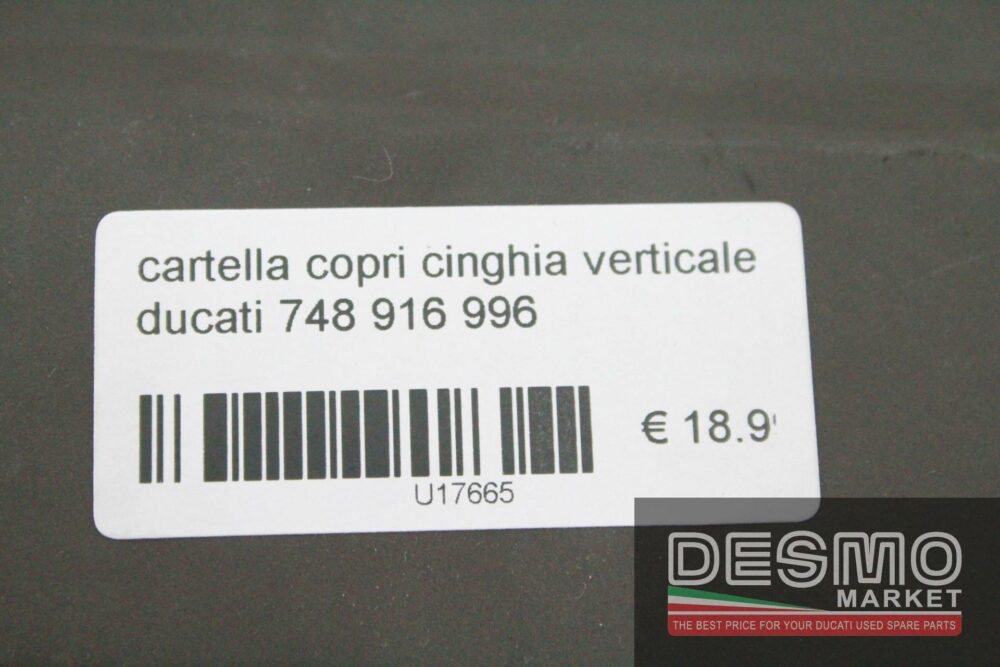 cartella copri cinghia verticale
ducati 748 916 996
€ 18.9
U17665
DESMO
MARKET
THE BEST PRICE FOR YOUR DUCATI USED SPARE PARTS